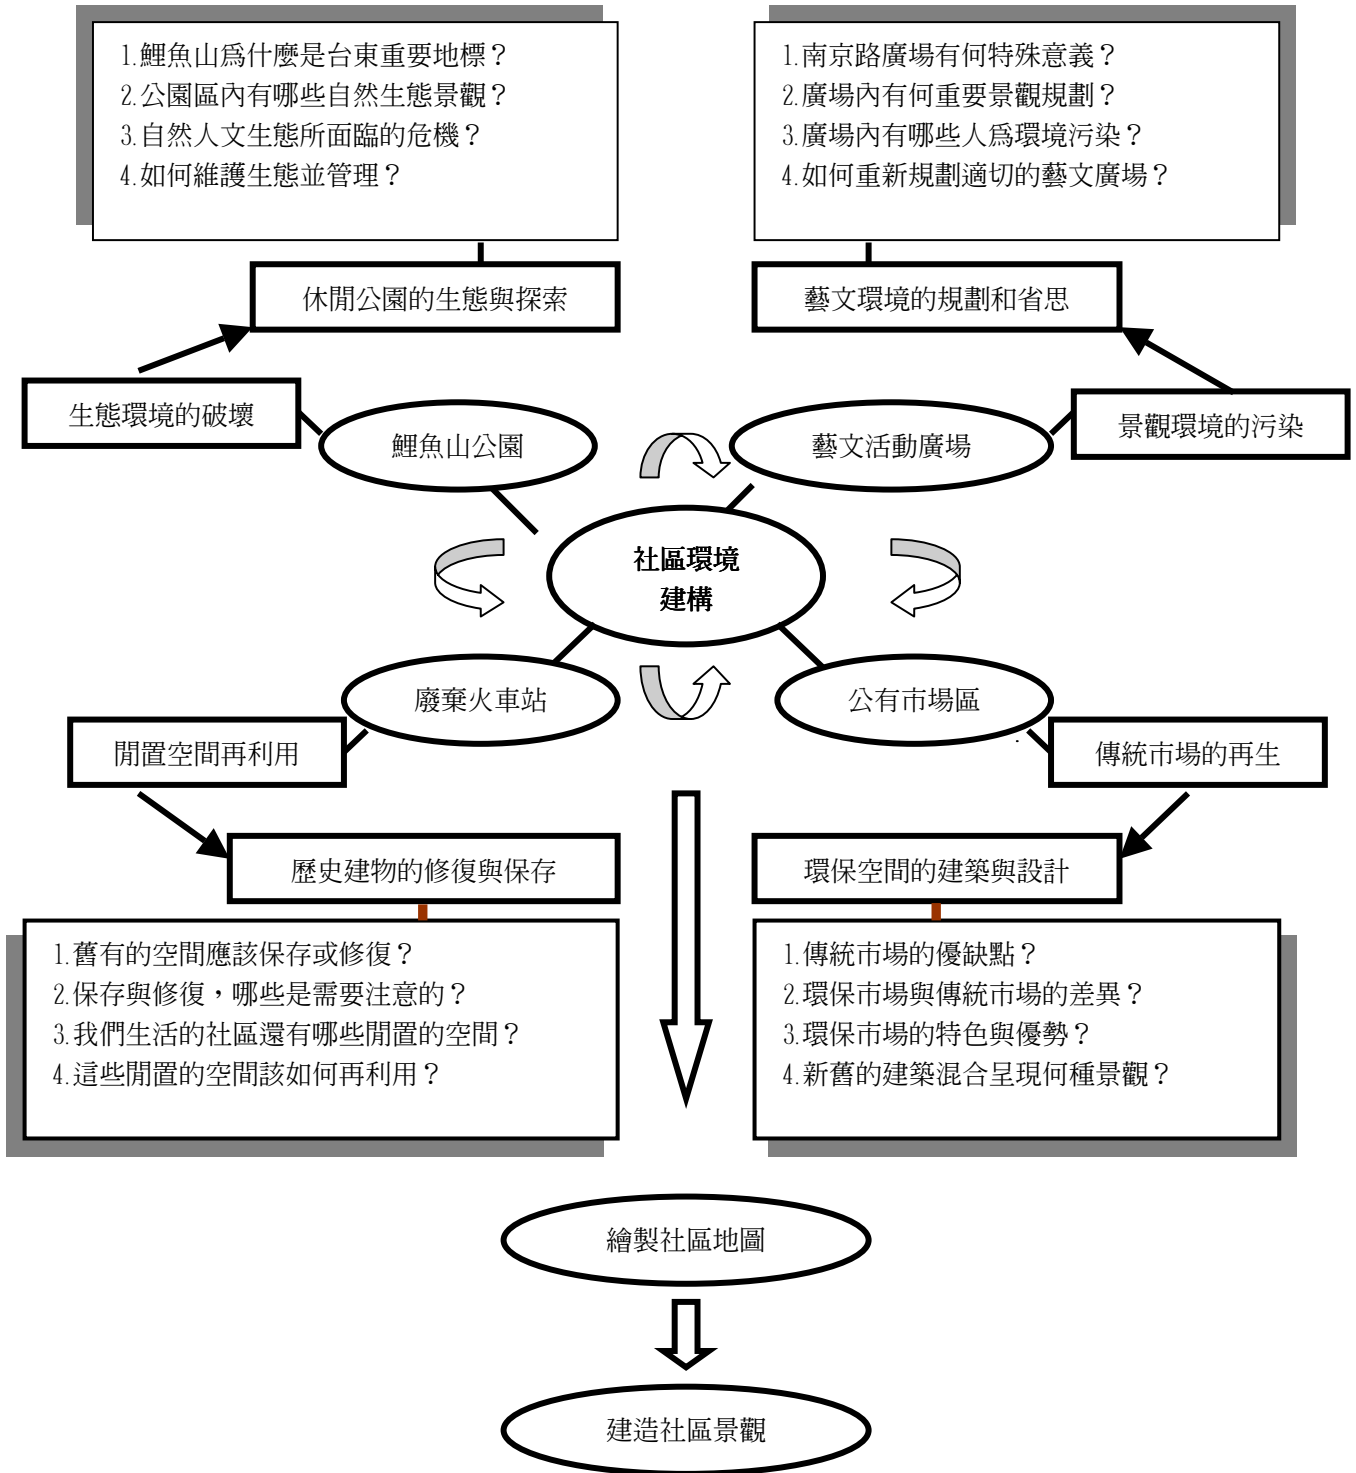 1.鯉魚山為什麼是台東重要地標？
2.公園區內有哪些自然生態景觀？
3.自然人文生態所面臨的危機？
4.如何維護生態並管理？
1.南京路廣場有何特殊意義？
2.廣場內有何重要景觀規劃？
3.廣場內有哪些人為環境污染？
4.如何重新規劃適切的藝文廣場？
休閒公園的生態與探索
藝文環境的規劃和省思
生態環境的破壞
鯉魚山公園
藝文活動廣場
景觀環境的污染
社區環境
建構
廢棄火車站
公有市場區
閒置空間再利用
傳統市場的再生
歷史建物的修復與保存
環保空間的建築與設計
1.舊有的空間應該保存或修復？
2.保存與修復，哪些是需要注意的？
3.我們生活的社區還有哪些閒置的空間？
4.這些閒置的空間該如何再利用？
1.傳統市場的優缺點？
2.環保市場與傳統市場的差異？
3.環保市場的特色與優勢？
4.新舊的建築混合呈現何種景觀？
繪製社區地圖
建造社區景觀